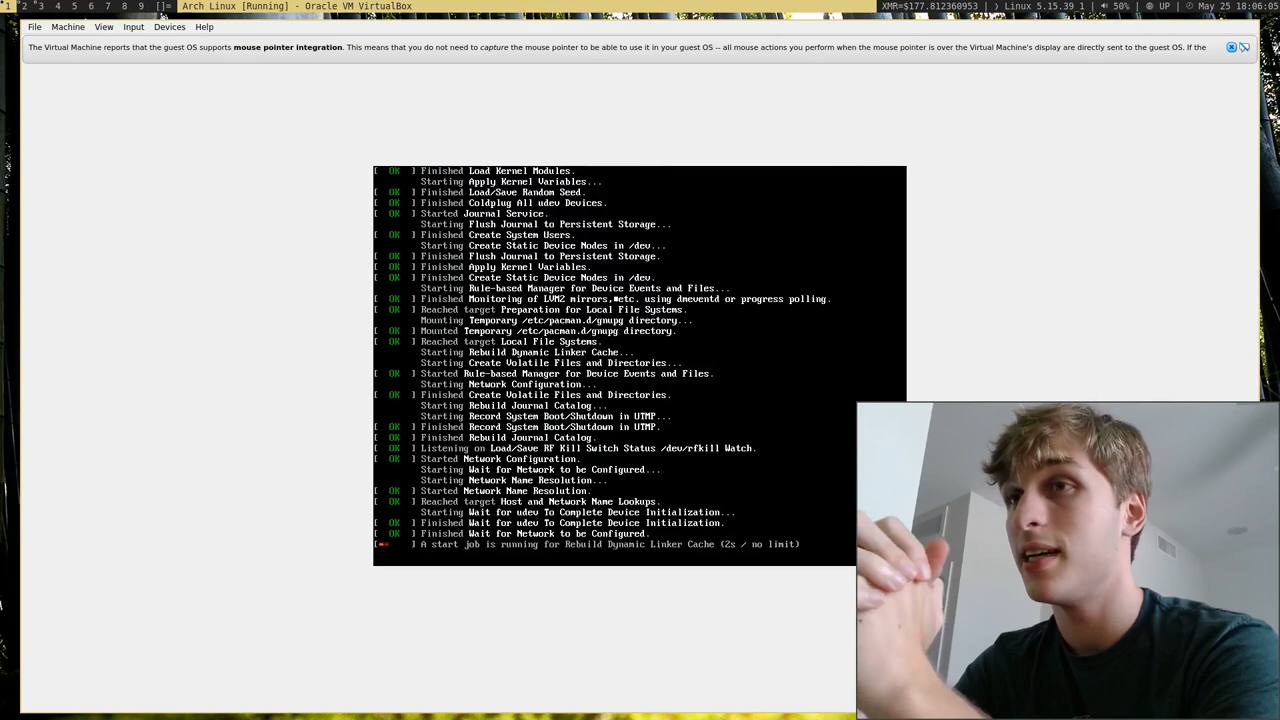 1 2 3 4 5 6 7 8 9 []= Arch Linux [Running] - Oracle VM VirtualBox XMR=$177.812360953 | Linux 5.15.39 1 | 50% | UP | May 25 18:06:05
File Machine View Input Devices Help
The Virtual Machine reports that the guest OS supports mouse pointer integration. This means that you do not need to capture the mouse pointer to be able to use it in your guest OS -- all mouse actions you perform when the mouse pointer is over the Virtual Machine's display are directly sent to the guest OS. If the
[ OK ] Finished Load Kernel Modules.
Starting Apply Kernel Variables...
[ OK ] Finished Load/Save Random Seed.
[ OK ] Finished Coldplug All udev Devices.
[ OK ] Started Journal Service.
Starting Flush Journal to Persistent Storage...
[ OK ] Finished Create System Users.
Starting Create Static Device Nodes in /dev...
[ OK ] Finished Flush Journal to Persistent Storage.
[ OK ] Finished Apply Kernel Variables.
[ OK ] Finished Create Static Device Nodes in /dev.
Starting Rule-based Manager for Device Events and Files...
[ OK ] Finished Monitoring of LVM2 mirrors, etc. using dmeventd or progress polling.
[ OK ] Reached target Preparation for Local File Systems.
Mounting Temporary /etc/pacman.d/gnupg directory...
[ OK ] Mounted Temporary /etc/pacman.d/gnupg directory.
[ OK ] Reached target Local File Systems.
Starting Rebuild Dynamic Linker Cache...
Starting Create Volatile Files and Directories...
[ OK ] Started Rule-based Manager for Device Events and Files.
Starting Network Configuration...
[ OK ] Finished Create Volatile Files and Directories.
Starting Rebuild Journal Catalog...
Starting Record System Boot/Shutdown in UTMP...
[ OK ] Finished Record System Boot/Shutdown in UTMP.
[ OK ] Finished Rebuild Journal Catalog.
[ OK ] Listening on Load/Save RF Kill Switch Status /dev/rfkill Watch.
[ OK ] Started Network Configuration.
Starting Wait for Network to be Configured...
Starting Network Name Resolution...
[ OK ] Started Network Name Resolution.
[ OK ] Reached target Host and Network Name Lookups.
Starting Wait for udev To Complete Device Initialization...
[ OK ] Finished Wait for udev To Complete Device Initialization.
[ OK ] Finished Wait for Network to be Configured.
[ ] A start job is running for Rebuild Dynamic Linker Cache (2s / no limit)